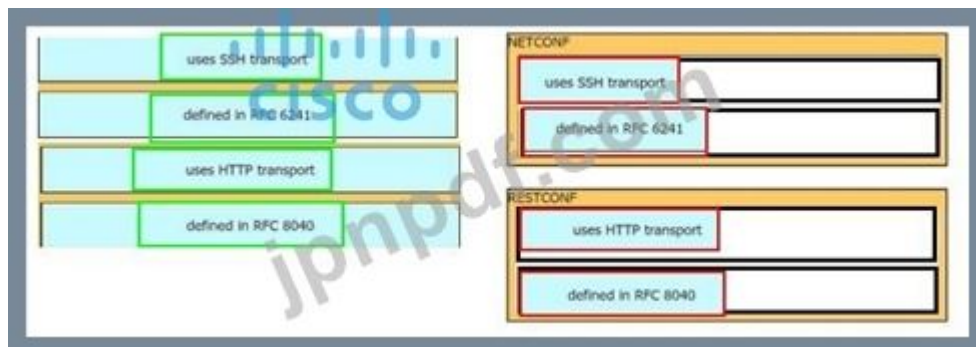 uses SSH transport
defined in RFC 6241
uses HTTP transport
defined in RFC 8040
CISCO
NETCONF
uses SSH transport
defined in RFC 6241
RESTCONF
uses HTTP transport
defined in RFC 8040
jpnpdf.com